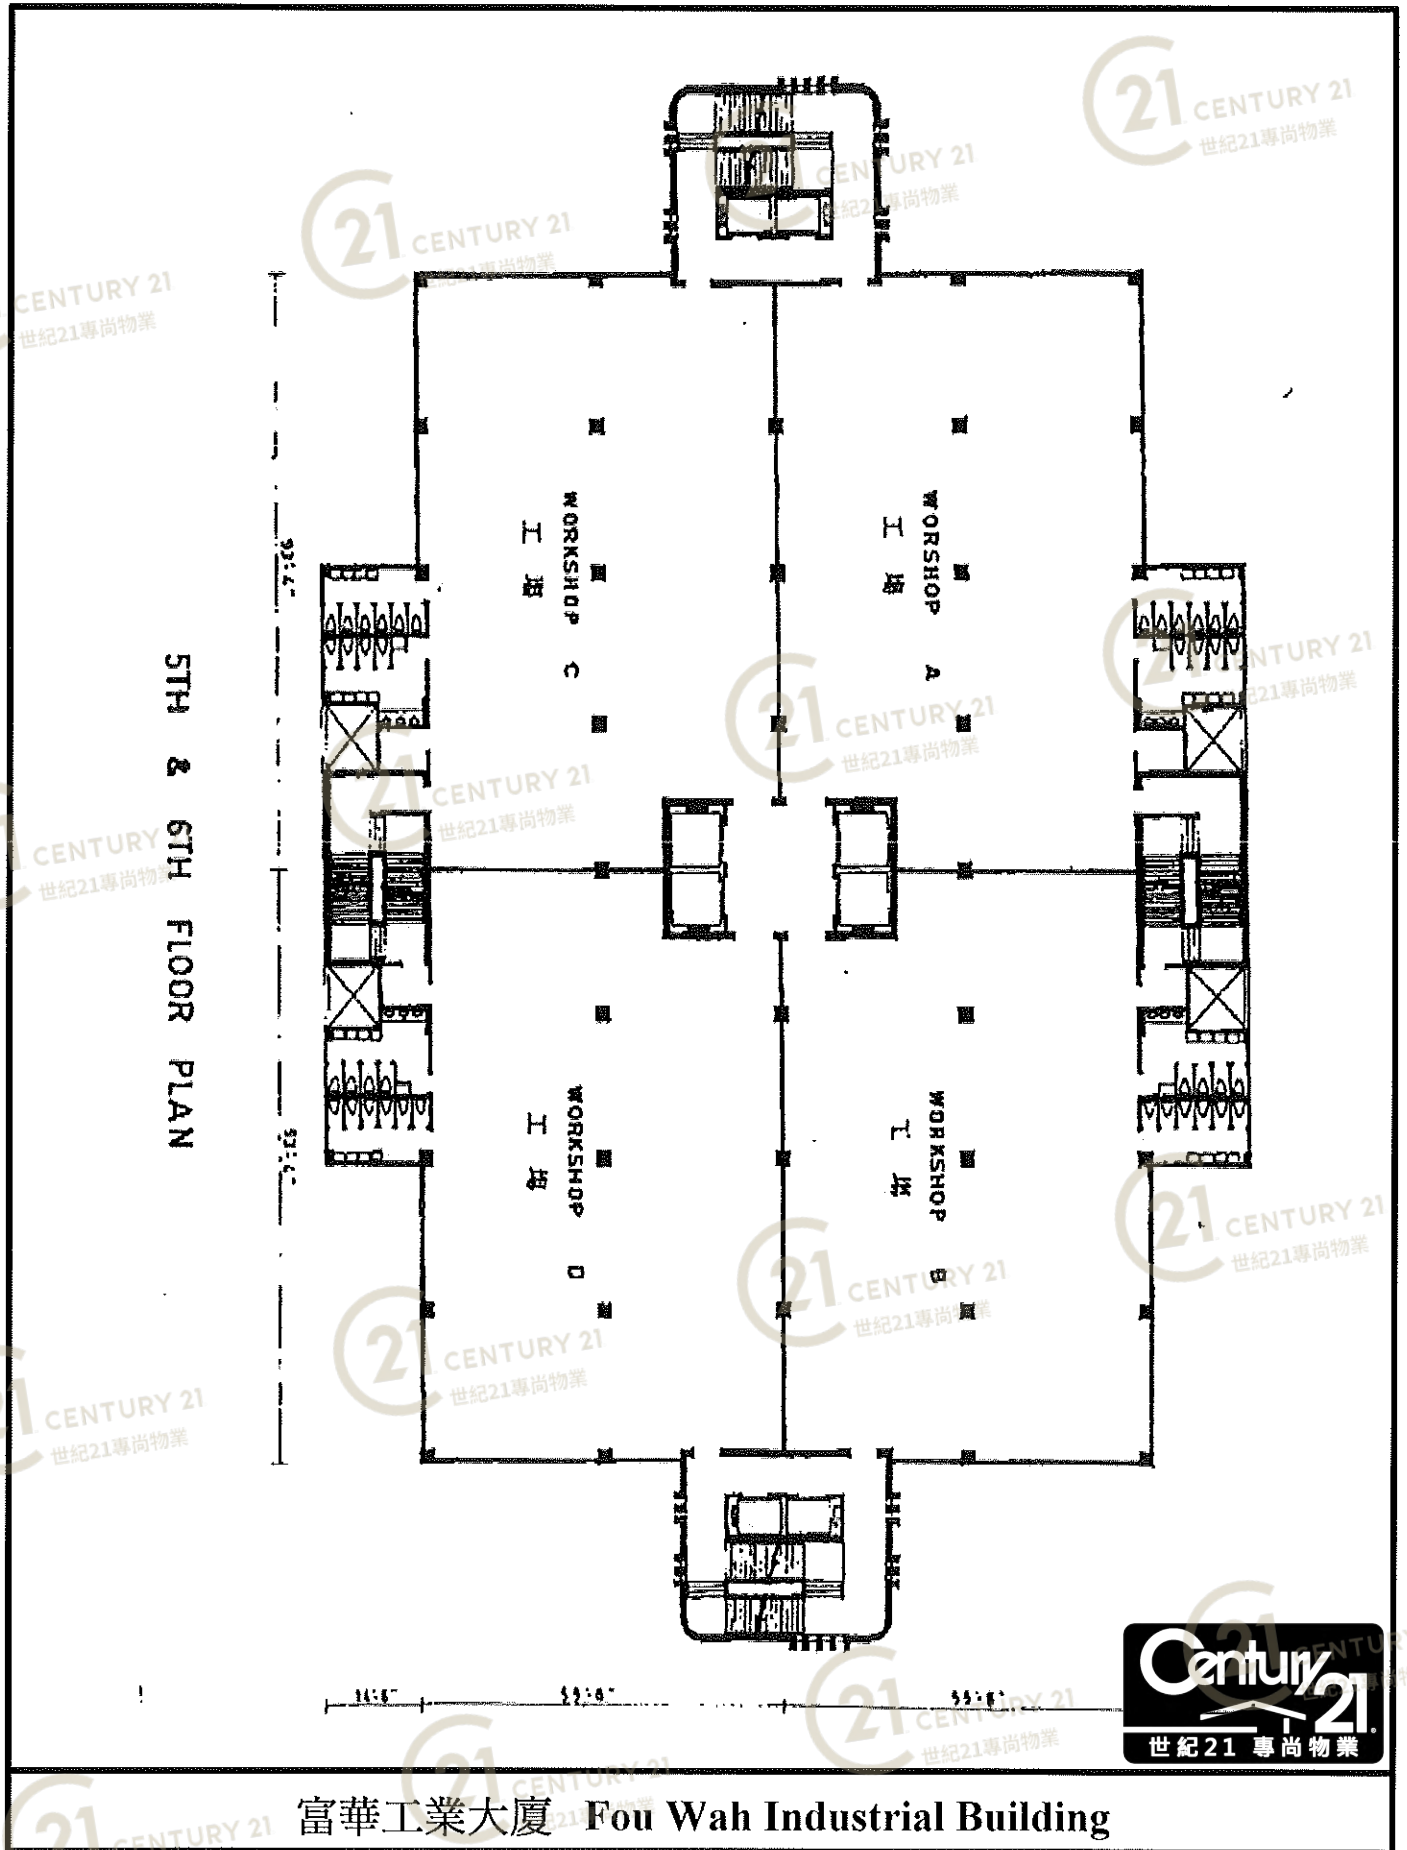 WORKSHOP C
工場
WORSHOP A
工場
WORKSHOP D
工場
WORKSHOP B
工場
5TH & 6TH FLOOR PLAN
Century 21
世紀21 專尚物業
富華工業大廈 Fou Wah Industrial Building
CENTURY 21
世紀21專尚物業